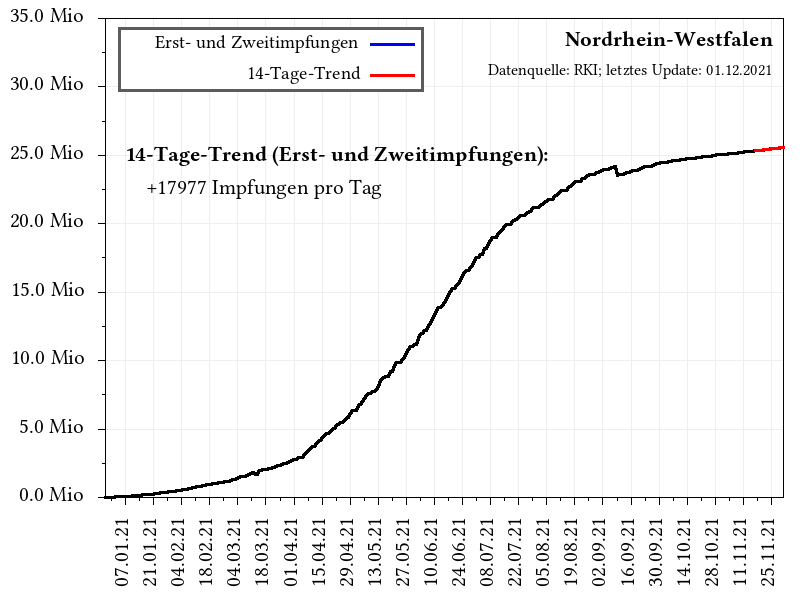 35.0 Mio
30.0 Mio
25.0 Mio
20.0 Mio
15.0 Mio
10.0 Mio
5.0 Mio
0.0 Mio
Erst- und Zweitimpfungen
14-Tage-Trend
Nordrhein-Westfalen
Datenquelle: RKI; letztes Update: 01.12.2021
14-Tage-Trend (Erst- und Zweitimpfungen):
+17977 Impfungen pro Tag
07.01.21
21.01.21
04.02.21
18.02.21
04.03.21
18.03.21
01.04.21
15.04.21
29.04.21
13.05.21
27.05.21
10.06.21
24.06.21
08.07.21
22.07.21
05.08.21
19.08.21
02.09.21
16.09.21
30.09.21
14.10.21
28.10.21
11.11.21
25.11.21